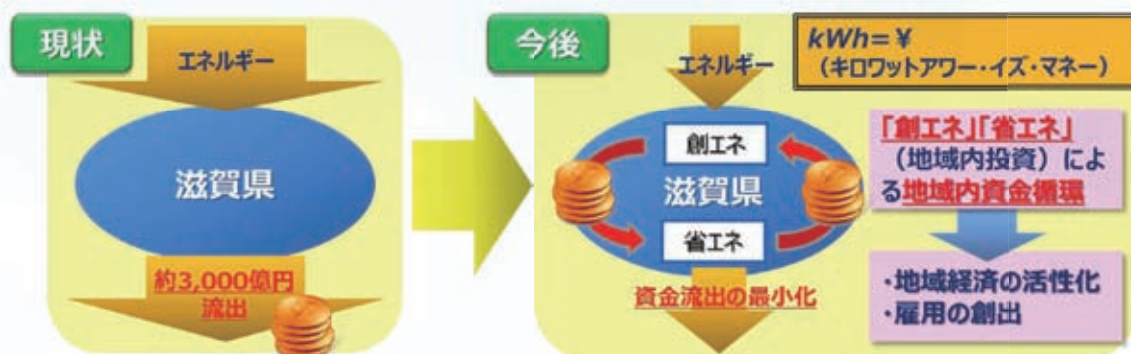 現状
エネルギー
滋賀県
約3,000億円
流出
今後
エネルギー
kWh=¥
(キロワットアワー・イズ・マネー)
創エネ
滋賀県
省エネ
資金流出の最小化
「創エネ」「省エネ」
(地域内投資)によ
る地域内資金循環
・地域経済の活性化
・雇用の創出